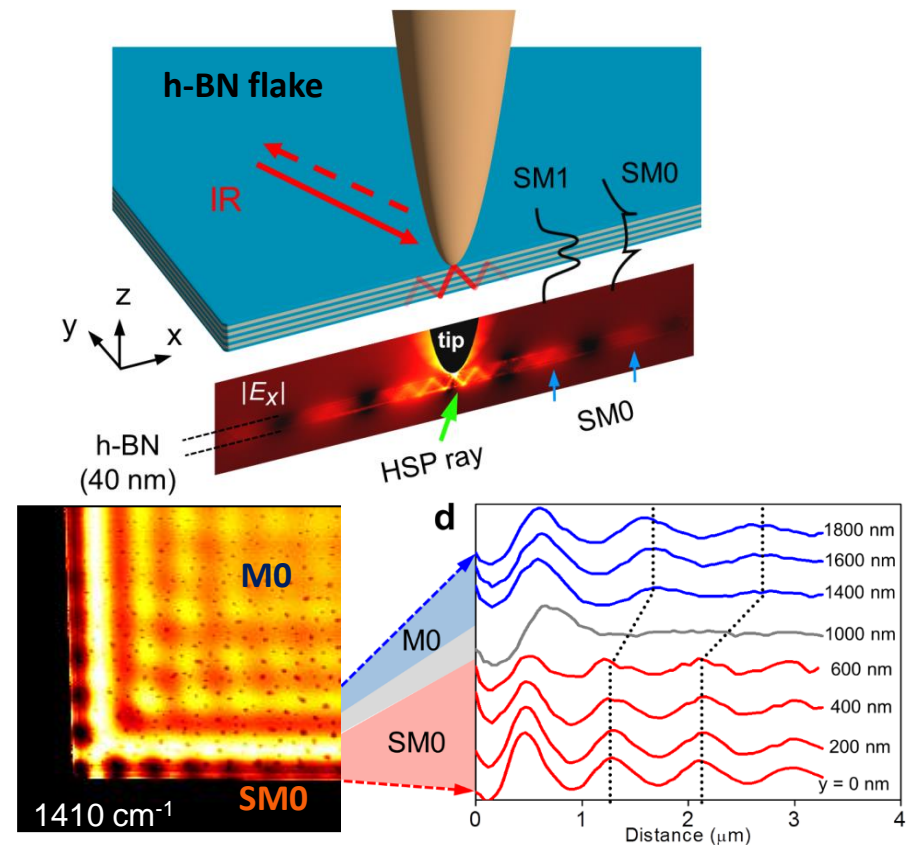 h-BN flake
IR
SM1
SM0
z
y
x
tip
|Eₓ|
h-BN
(40 nm)
HSP ray
SM0
M0
1410 cm⁻¹
SM0
d
M0
SM0
1800 nm
1600 nm
1400 nm
1000 nm
600 nm
400 nm
200 nm
y = 0 nm
0 1 2 3 4
Distance (μm)